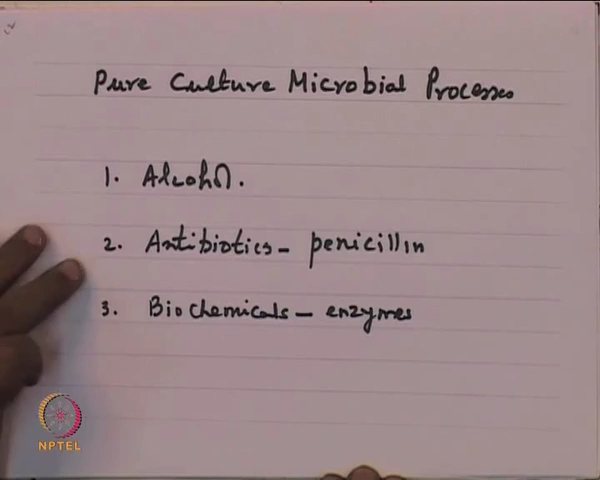 Pure Culture Microbial Processes
1. Alcohol.
2. Antibiotics - penicillin
3. Biochemicals - enzymes
NPTEL